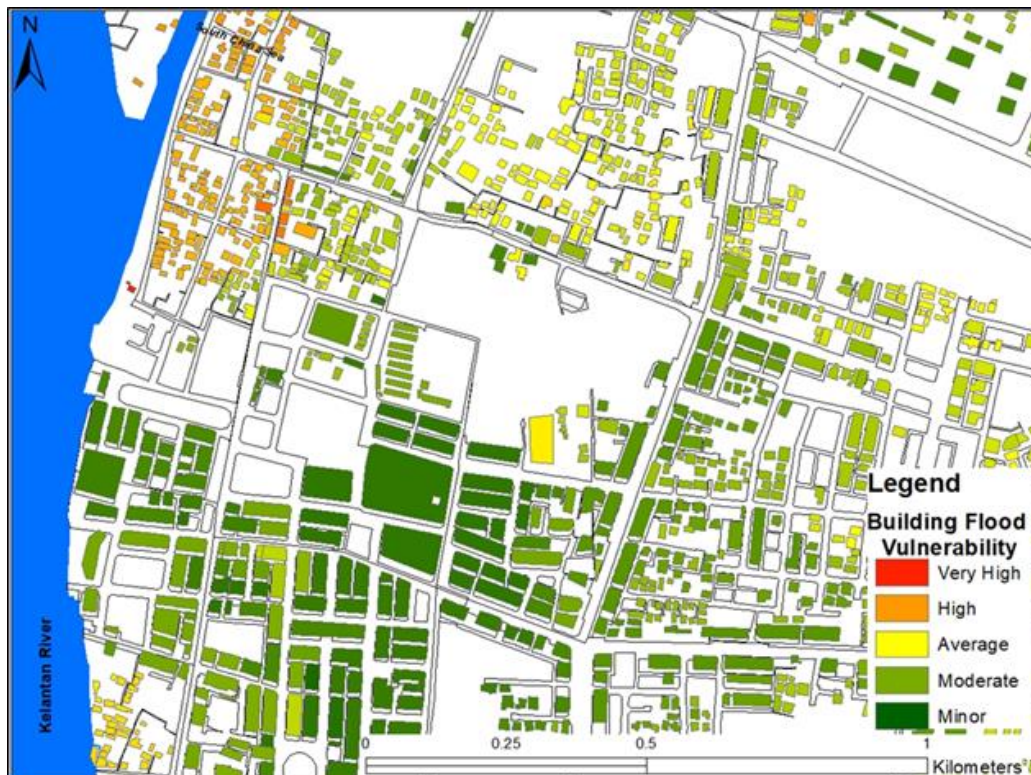 N
South China Sea
Kelantan River
Legend
Building Flood
Vulnerability
Very High
High
Average
Moderate
Minor
0 0.25 0.5 1
Kilometers